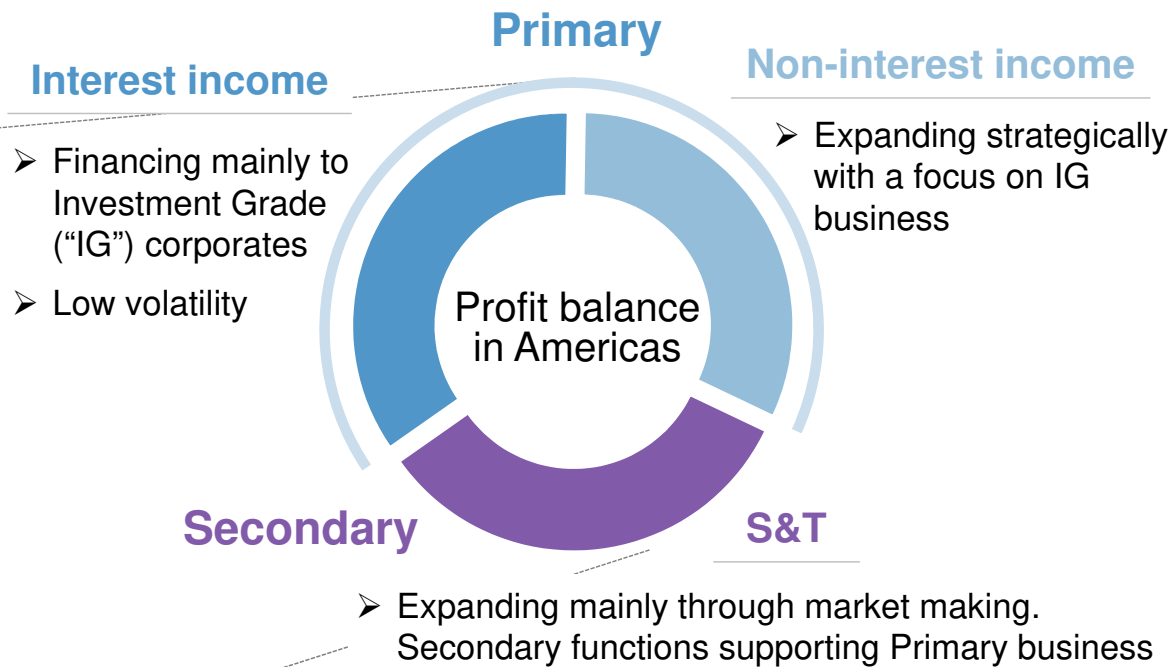 Primary
Interest income
Non-interest income
➢ Financing mainly to
Investment Grade
(“IG”) corporates
➢ Low volatility
➢ Expanding strategically
with a focus on IG
business
Profit balance
in Americas
Secondary
S&T
➢ Expanding mainly through market making.
Secondary functions supporting Primary business